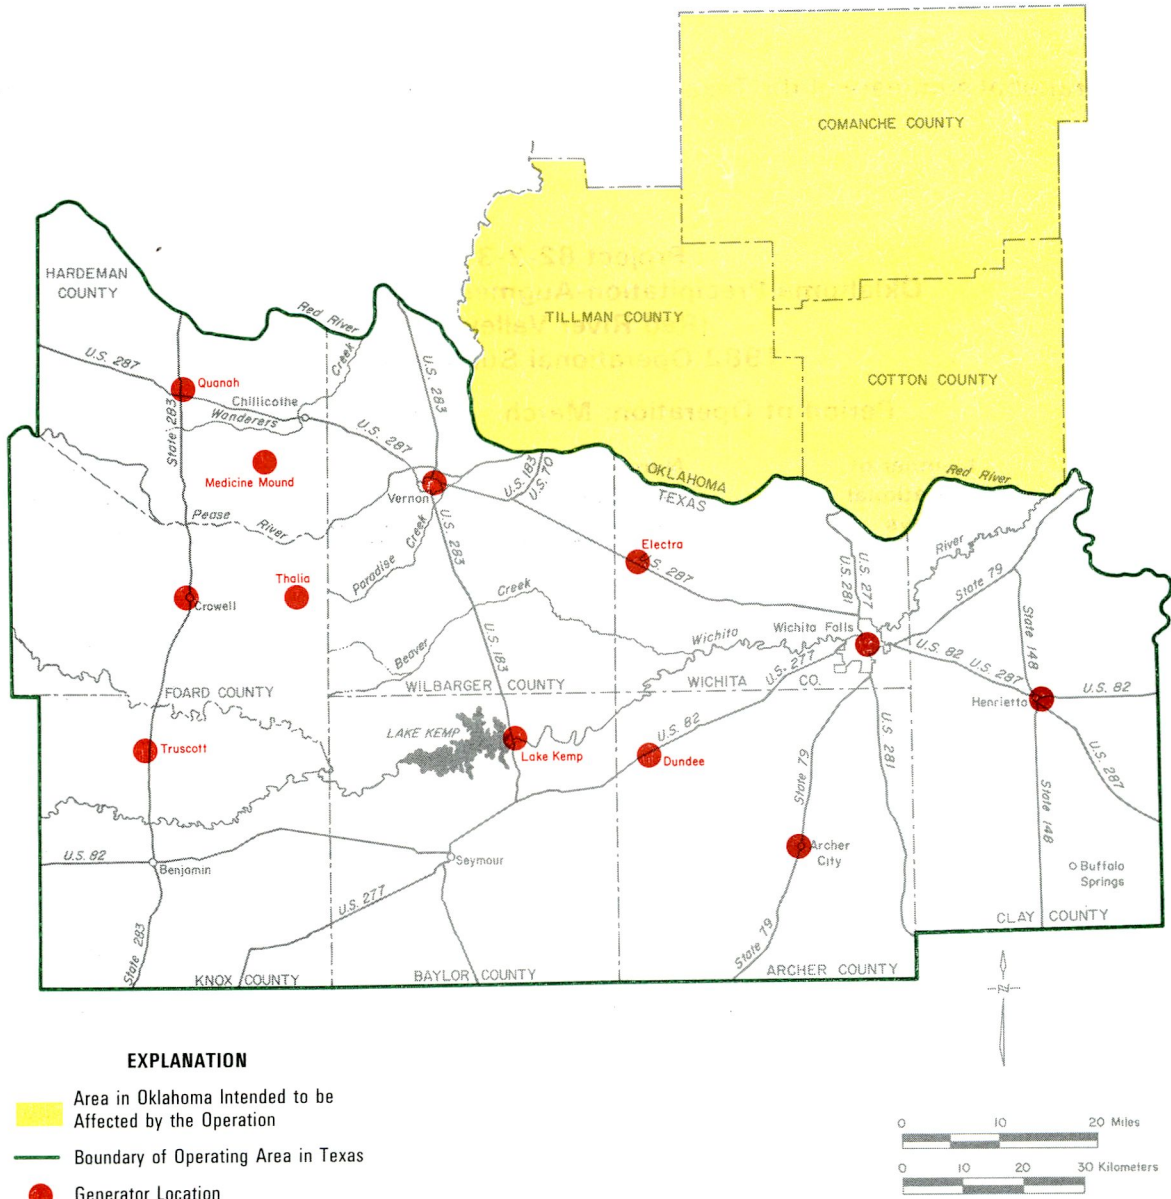 COMANCHE COUNTY
HARDEMAN
COUNTY
Red River
TILLMAN COUNTY
U.S. 287
Creek
U.S. 283
COTTON COUNTY
Quanah
Chillicothe
State 283
Wanderers
U.S. 287
Medicine Mound
Vernon
U.S. 183
U.S. 70
OKLAHOMA
TEXAS
Red River
Pease
River
Paradise Creek
U.S. 283
Electra
U.S. 287
River
Thalia
Crowell
Creek
U.S. 281
U.S. 277
State 79
State 148
Beaver
U.S. 183
Wichita
Wichita Falls
U.S. 82 U.S. 287
FOARD COUNTY
WILBARGER COUNTY
WICHITA CO.
U.S. 277
Henrietta
U.S. 82
Truscott
LAKE KEMP
Lake Kemp
U.S. 82
Dundee
State 79
U.S. 281
U.S. 287
State 148
U.S. 82
Benjamin
Seymour
Archer
City
Buffalo
Springs
U.S. 277
State 283
State 79
CLAY COUNTY
KNOX COUNTY
BAYLOR COUNTY
ARCHER COUNTY
N
EXPLANATION
Area in Oklahoma Intended to be
Affected by the Operation
Boundary of Operating Area in Texas
Generator Location
0 10 20 Miles
0 10 20 30 Kilometers